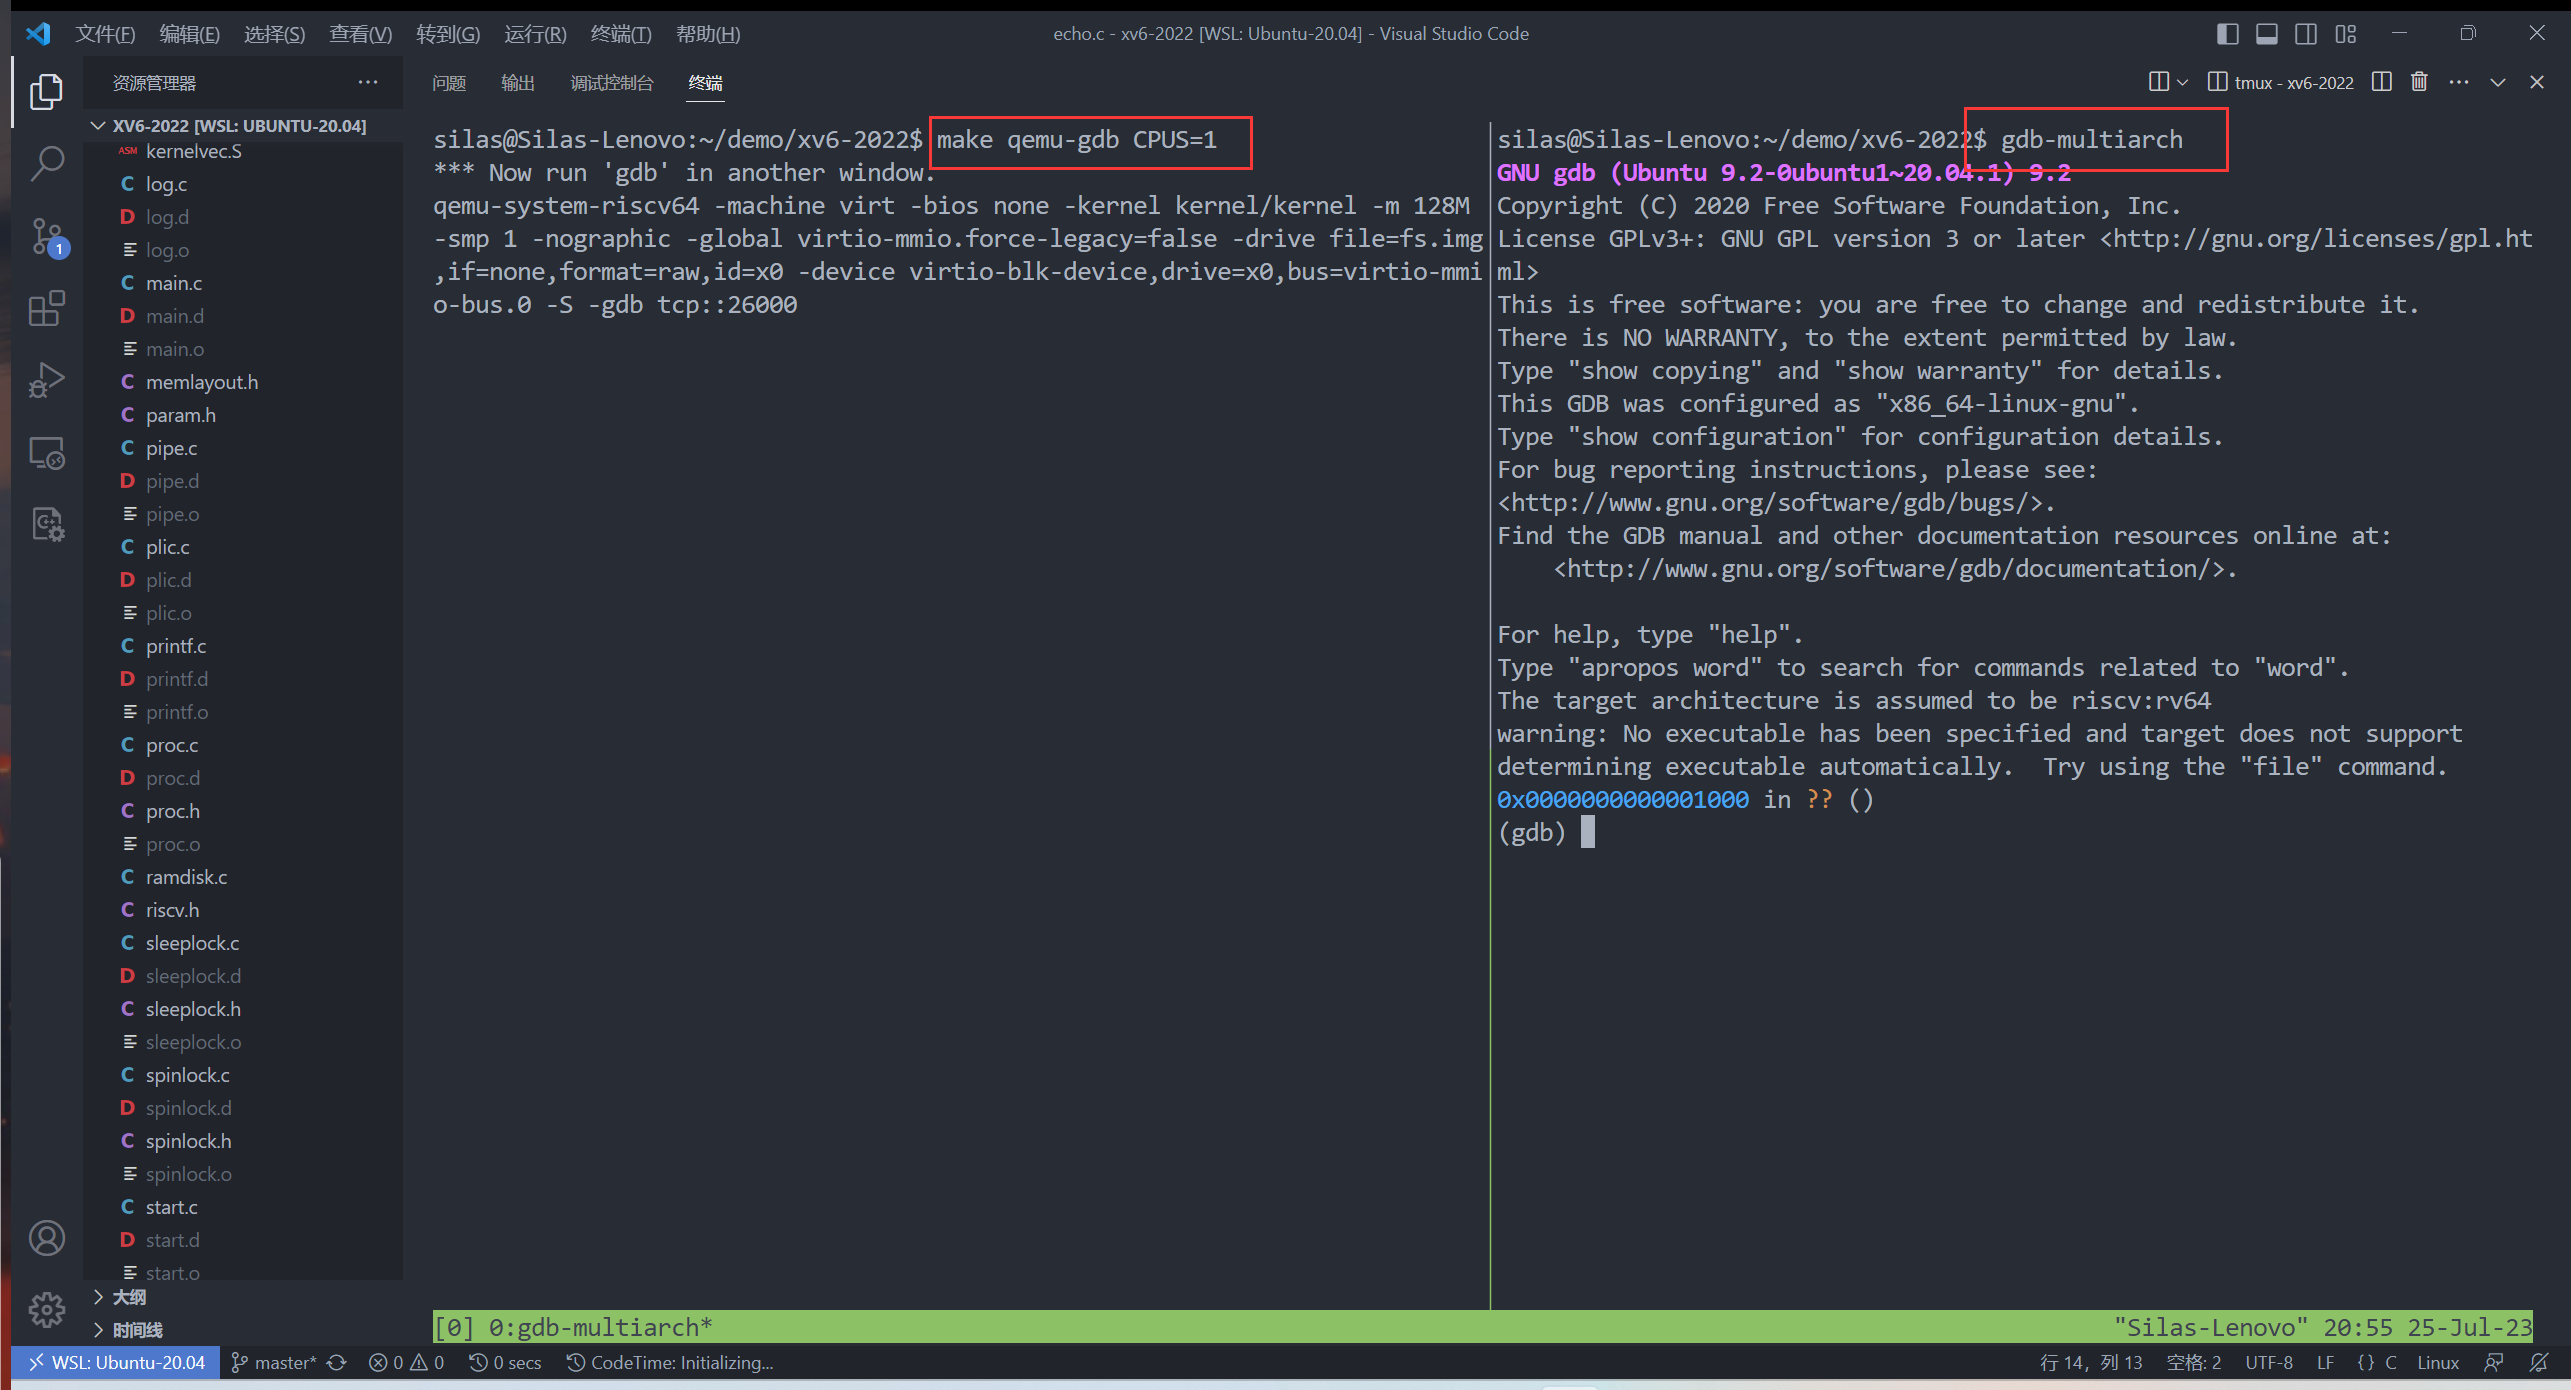 文件(F) 编辑(E) 选择(S) 查看(V) 转到(G) 运行(R) 终端(T) 帮助(H)
echo.c - xv6-2022 [WSL: Ubuntu-20.04] - Visual Studio Code
资源管理器
XV6-2022 [WSL: UBUNTU-20.04]
ASM kernelvec.S
C log.c
D log.d
log.o
C main.c
D main.d
main.o
C memlayout.h
C param.h
C pipe.c
D pipe.d
pipe.o
C plic.c
D plic.d
plic.o
C printf.c
D printf.d
printf.o
C proc.c
D proc.d
C proc.h
proc.o
C ramdisk.c
C riscv.h
C sleeplock.c
D sleeplock.d
C sleeplock.h
sleeplock.o
C spinlock.c
D spinlock.d
C spinlock.h
spinlock.o
C start.c
D start.d
start.o
大纲
时间线
1
问题 输出 调试控制台 终端
tmux - xv6-2022
silas@Silas-Lenovo:~/demo/xv6-2022$ make qemu-gdb CPUS=1
*** Now run 'gdb' in another window.
qemu-system-riscv64 -machine virt -bios none -kernel kernel/kernel -m 128M
-smp 1 -nographic -global virtio-mmio.force-legacy=false -drive file=fs.img
,if=none,format=raw,id=x0 -device virtio-blk-device,drive=x0,bus=virtio-mmi
o-bus.0 -S -gdb tcp::26000
silas@Silas-Lenovo:~/demo/xv6-2022$ gdb-multiarch
GNU gdb (Ubuntu 9.2-0ubuntu1~20.04.1) 9.2
Copyright (C) 2020 Free Software Foundation, Inc.
License GPLv3+: GNU GPL version 3 or later <http://gnu.org/licenses/gpl.ht
ml>
This is free software: you are free to change and redistribute it.
There is NO WARRANTY, to the extent permitted by law.
Type "show copying" and "show warranty" for details.
This GDB was configured as "x86_64-linux-gnu".
Type "show configuration" for configuration details.
For bug reporting instructions, please see:
<http://www.gnu.org/software/gdb/bugs/>.
Find the GDB manual and other documentation resources online at:
<http://www.gnu.org/software/gdb/documentation/>.
For help, type "help".
Type "apropos word" to search for commands related to "word".
The target architecture is assumed to be riscv:rv64
warning: No executable has been specified and target does not support
determining executable automatically.  Try using the "file" command.
0x0000000000001000 in ?? ()
(gdb)
[0] 0:gdb-multiarch* "Silas-Lenovo" 20:55 25-Jul-23
WSL: Ubuntu-20.04 master* 0 0 0 secs CodeTime: Initializing... 行 14，列 13 空格: 2 UTF-8 LF {} C Linux